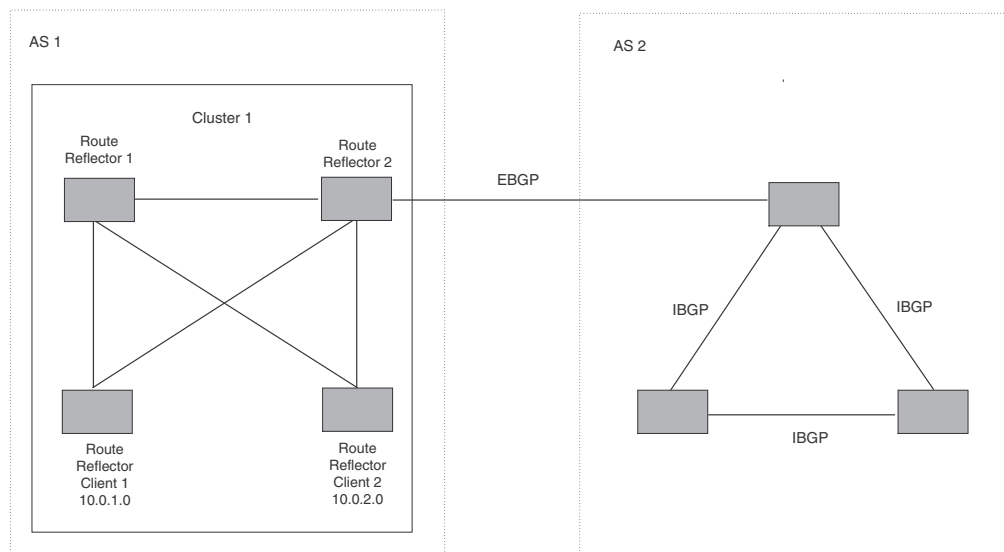 AS 1
AS 2
Cluster 1
Route
Reflector 1
Route
Reflector 2
EBGP
IBGP
IBGP
IBGP
Route
Reflector
Client 1
10.0.1.0
Route
Reflector
Client 2
10.0.2.0